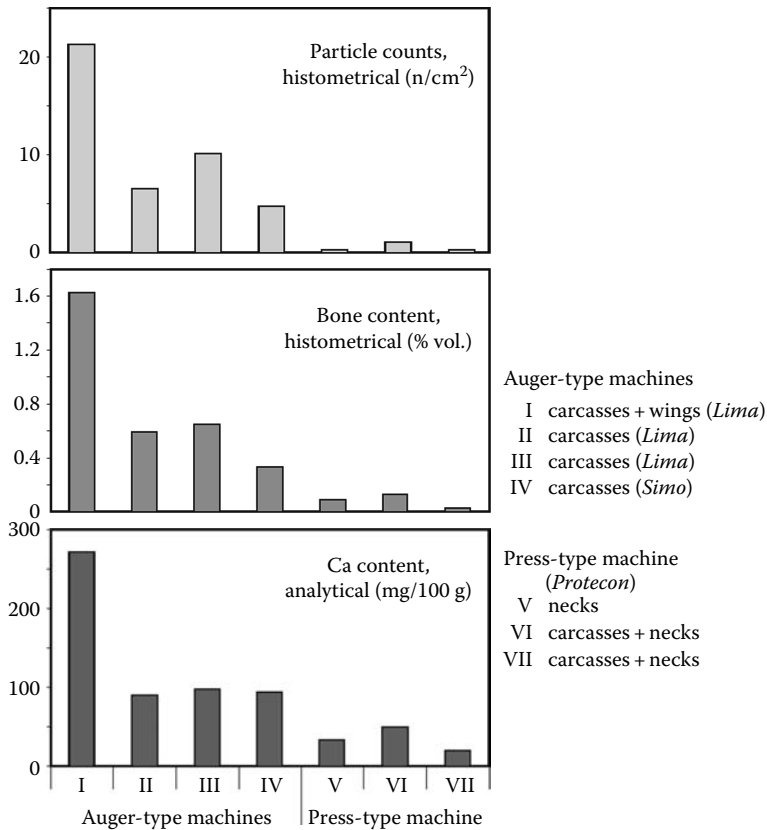 Particle counts,
histometrical (n/cm²)
20
10
0
Bone content,
histometrical (% vol.)
1.6
1.2
0.8
0.4
0
Ca content,
analytical (mg/100 g)
300
200
100
0
I II III IV V VI VII
Auger-type machines Press-type machine
Auger-type machines
I carcasses + wings (Lima)
II carcasses (Lima)
III carcasses (Lima)
IV carcasses (Simo)
Press-type machine
(Protecon)
V necks
VI carcasses + necks
VII carcasses + necks